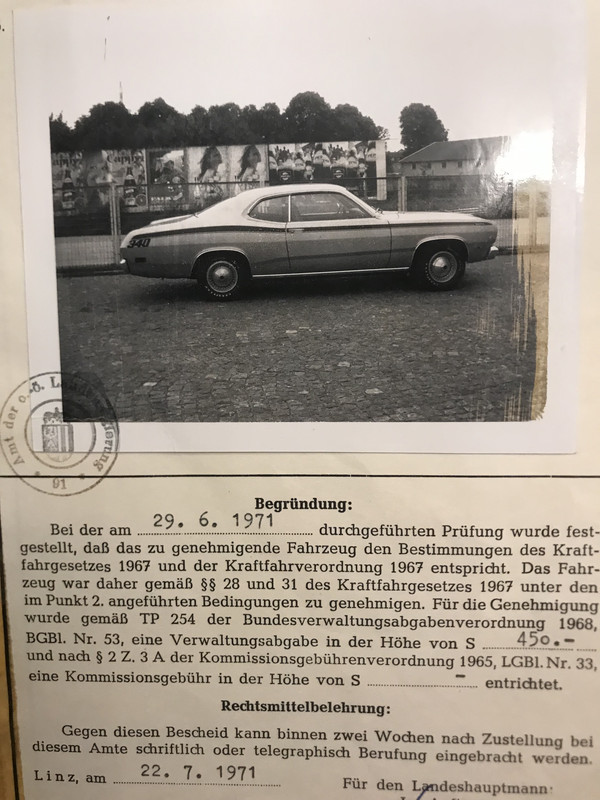 340
Amt der o.ö. L
91
Begründung:
Bei der am 29. 6. 1971 durchgeführten Prüfung wurde fest-
gestellt, daß das zu genehmigende Fahrzeug den Bestimmungen des Kraft-
fahrgesetzes 1967 und der Kraftfahrverordnung 1967 entspricht. Das Fahr-
zeug war daher gemäß §§ 28 und 31 des Kraftfahrgesetzes 1967 unter den
im Punkt 2. angeführten Bedingungen zu genehmigen. Für die Genehmigung
wurde gemäß TP 254 der Bundesverwaltungsabgabenverordnung 1968,
BGBl. Nr. 53, eine Verwaltungsabgabe in der Höhe von S 450.-
und nach § 2 Z. 3 A der Kommissionsgebührenverordnung 1965, LGBl. Nr. 33,
eine Kommissionsgebühr in der Höhe von S - entrichtet.
Rechtsmittelbelehrung:
Gegen diesen Bescheid kann binnen zwei Wochen nach Zustellung bei
diesem Amte schriftlich oder telegraphisch Berufung eingebracht werden.
Linz, am 22. 7. 1971
Für den Landeshauptmann: